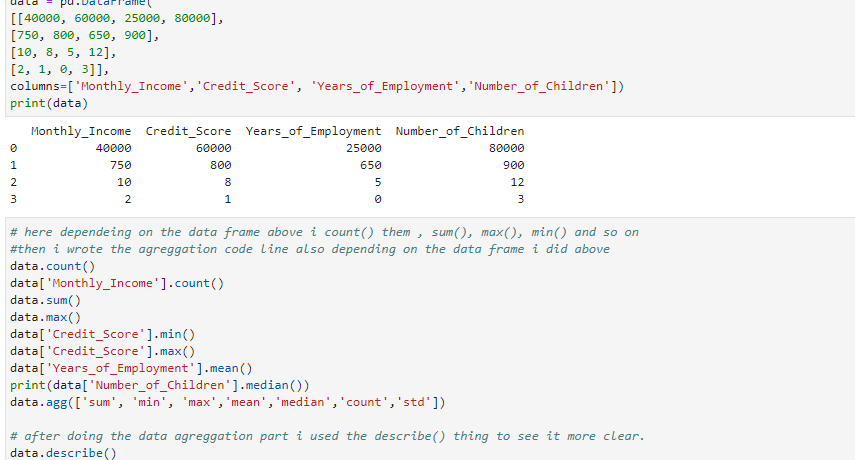 data = pd.DataFrame(
[[40000, 60000, 25000, 80000],
[750, 800, 650, 900],
[10, 8, 5, 12],
[2, 1, 0, 3]],
columns=['Monthly_Income','Credit_Score', 'Years_of_Employment','Number_of_Children'])
print(data)
Monthly_Income Credit_Score Years_of_Employment Number_of_Children
0 40000 60000 25000 80000
1 750 800 650 900
2 10 8 5 12
3 2 1 0 3
# here dependeing on the data frame above i count() them , sum(), max(), min() and so on
#then i wrote the agreggation code line also depending on the data frame i did above
data.count()
data['Monthly_Income'].count()
data.sum()
data.max()
data['Credit_Score'].min()
data['Credit_Score'].max()
data['Years_of_Employment'].mean()
print(data['Number_of_Children'].median())
data.agg(['sum', 'min', 'max','mean','median','count','std'])
# after doing the data agreggation part i used the describe() thing to see it more clear.
data.describe()